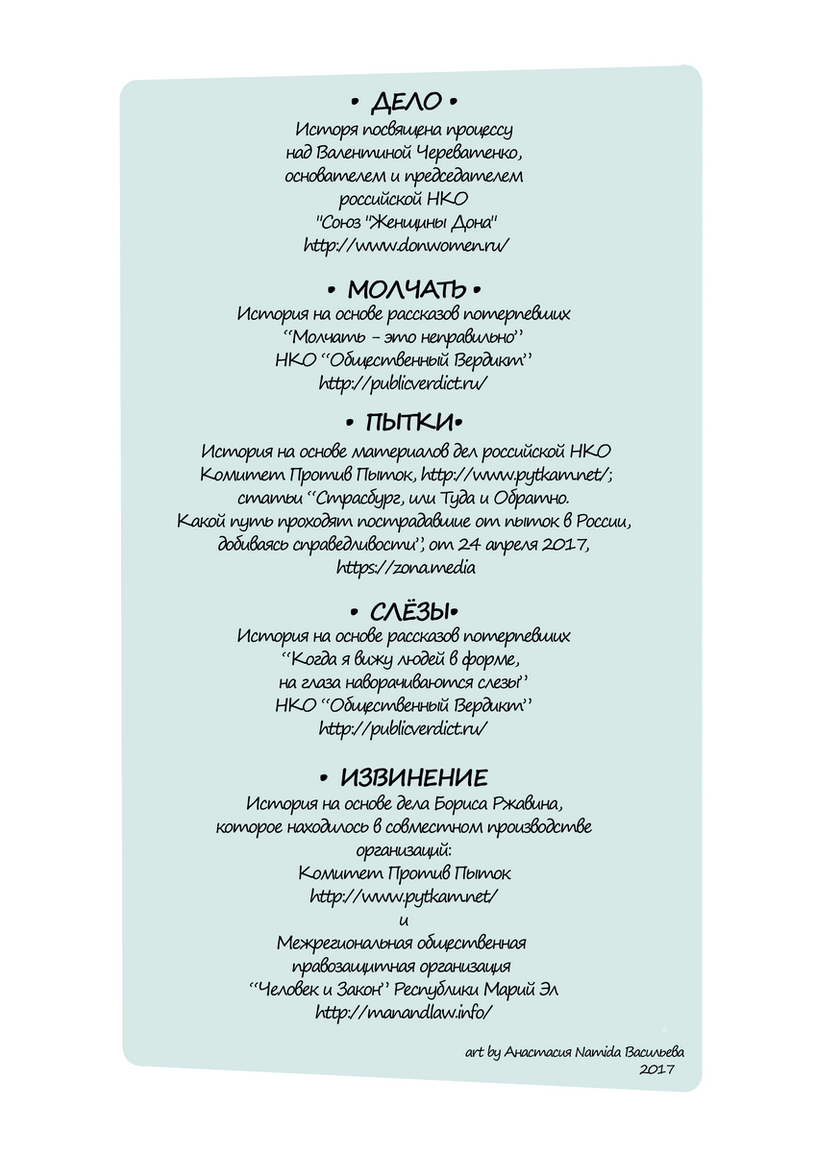 • ДЕЛО •
Исторя посвящена процессу
над Валентиной Череватенко,
основателем и председателем
российской НКО
"Союз "Женщины Дона"
http://www.donwomen.ru/
• МОЛЧАТЬ •
История на основе рассказов потерпевших
“Молчать - это неправильно”
НКО “Общественный Вердикт”
http://publicverdict.ru/
• ПЫТКИ•
История на основе материалов дел российской НКО
Комитет Против Пыток, http://www.pytkam.net/;
статьи “Страсбург, или Туда и Обратно.
Какой путь проходят пострадавшие от пыток в России,
добиваясь справедливости”, от 24 апреля 2017,
https://zona.media
• СЛЁЗЫ•
История на основе рассказов потерпевших
“Когда я вижу людей в форме,
на глаза наворачиваются слезы”
НКО “Общественный Вердикт”
http://publicverdict.ru/
• ИЗВИНЕНИЕ
История на основе дела Бориса Ржавина,
которое находилось в совместном производстве
организаций:
Комитет Против Пыток
http://www.pytkam.net/
и
Межрегиональная общественная
правозащитная организация
“Человек и Закон” Республики Марий Эл
http://manandlaw.info/
art by Анастасия Namida Васильева
2017